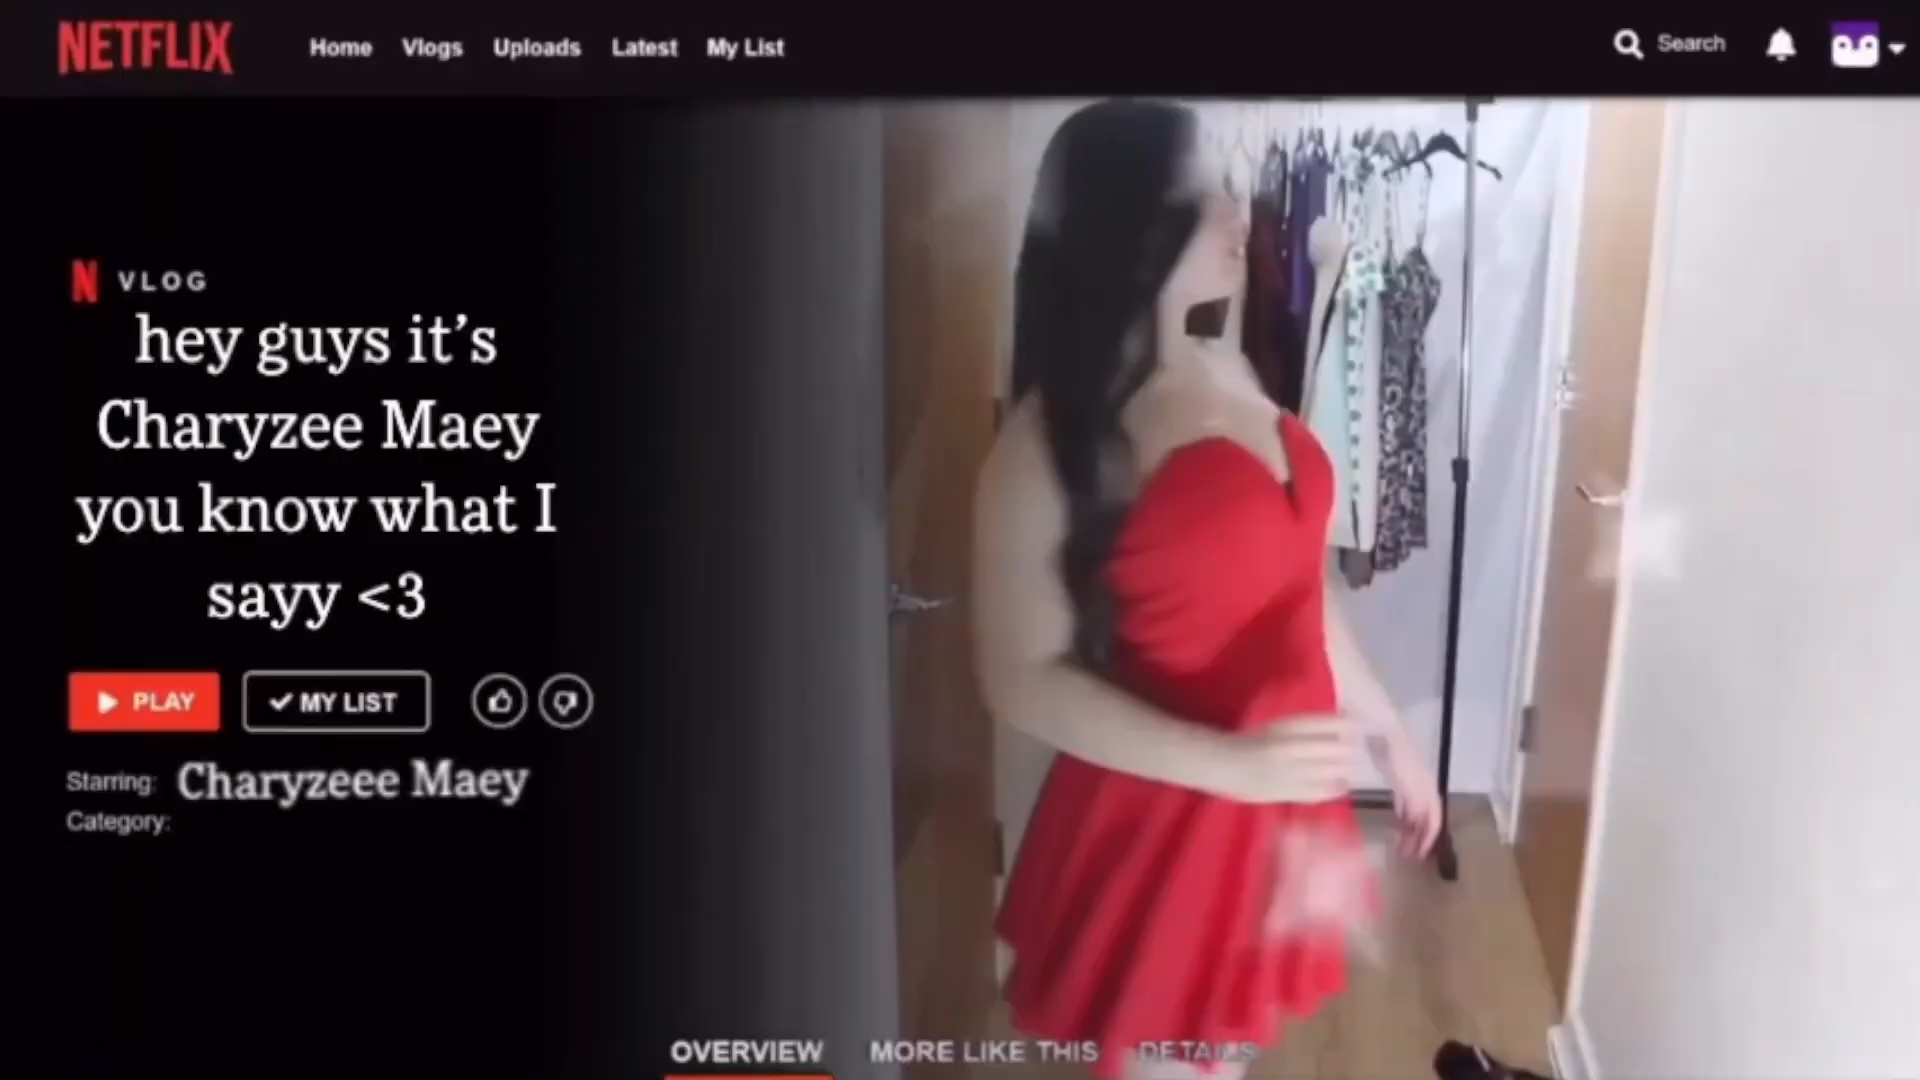 NETFLIX
Home Vlogs Uploads Latest My List
Search
N VLOG
hey guys it’s
Charyzee Maey
you know what I
sayy <3
PLAY
MY LIST
Starring: Charyzeee Maey
Category:
OVERVIEW MORE LIKE THIS DETAILS